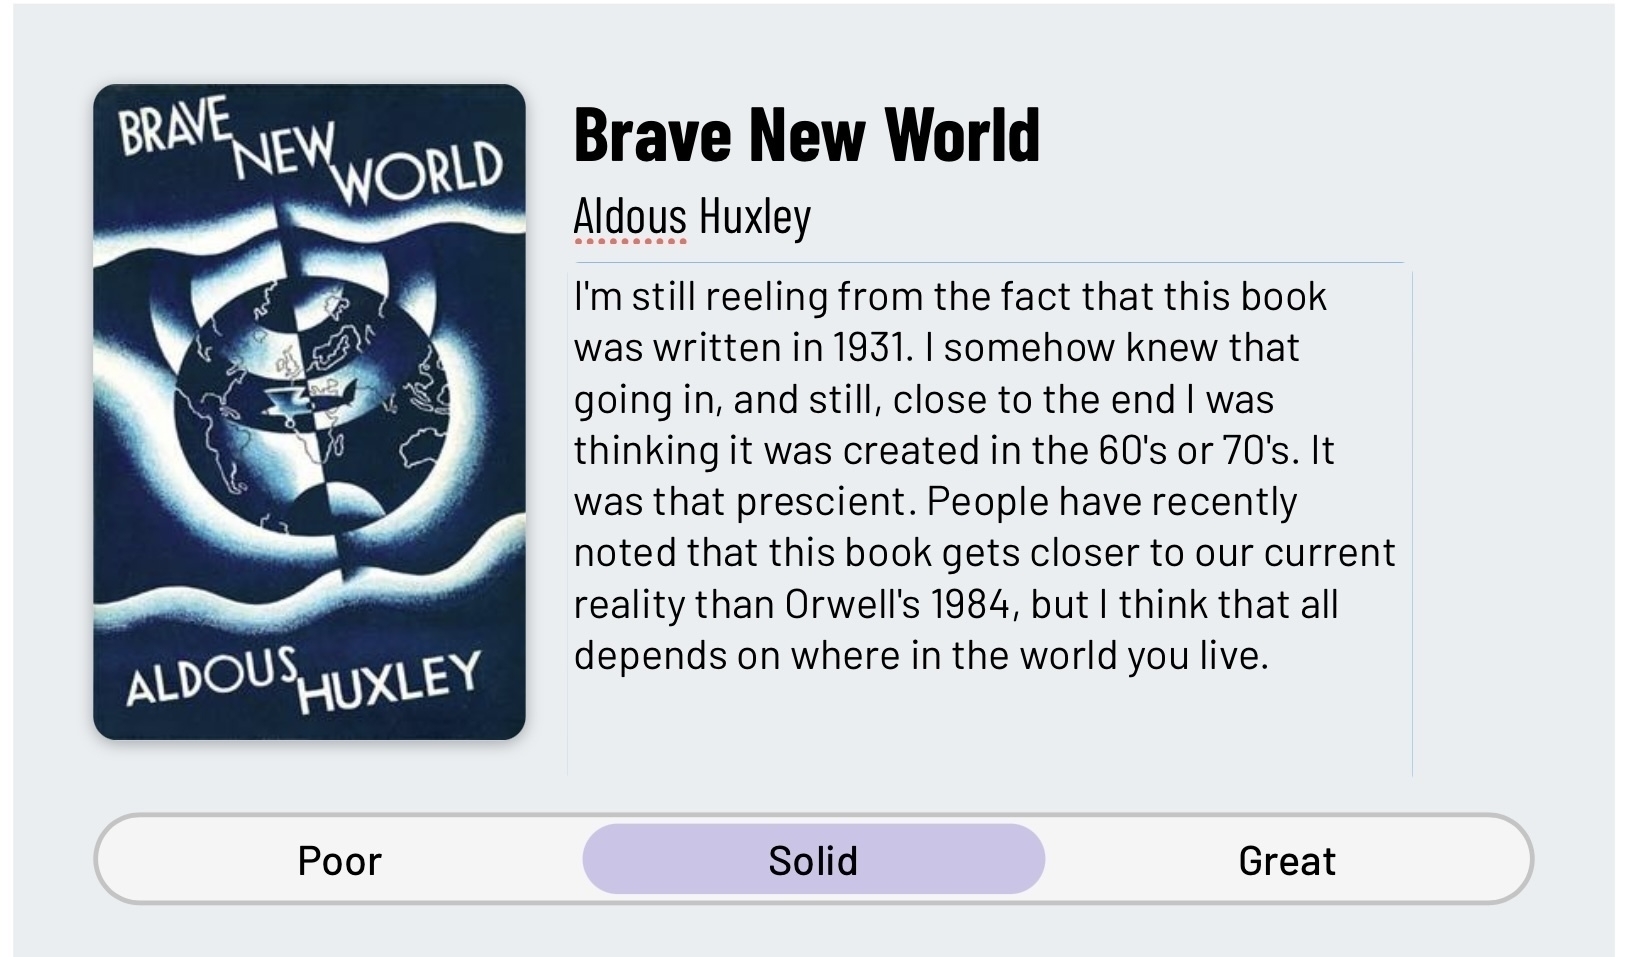 BRAVE
NEW
WORLD
ALDOUS
HUXLEY
Brave New World
Aldous Huxley
I'm still reeling from the fact that this book
was written in 1931. I somehow knew that
going in, and still, close to the end I was
thinking it was created in the 60's or 70's. It
was that prescient. People have recently
noted that this book gets closer to our current
reality than Orwell's 1984, but I think that all
depends on where in the world you live.
Poor
Solid
Great